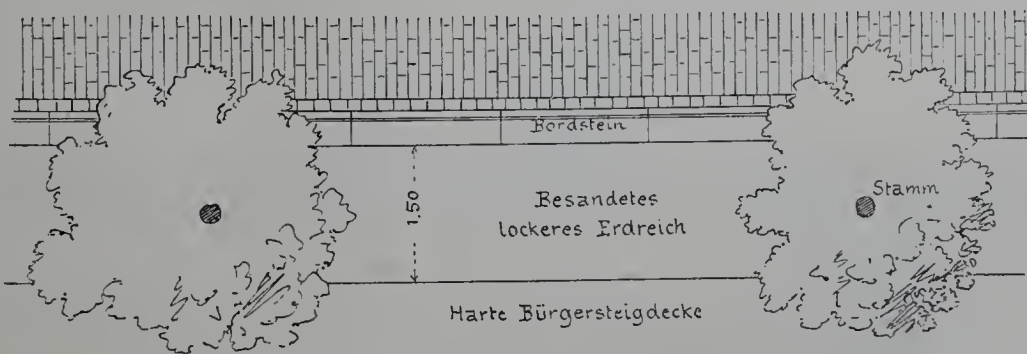 Bordstein
1,50
Besandetes
lockeres Erdreich
Stamm
Harte Bürgersteigdecke